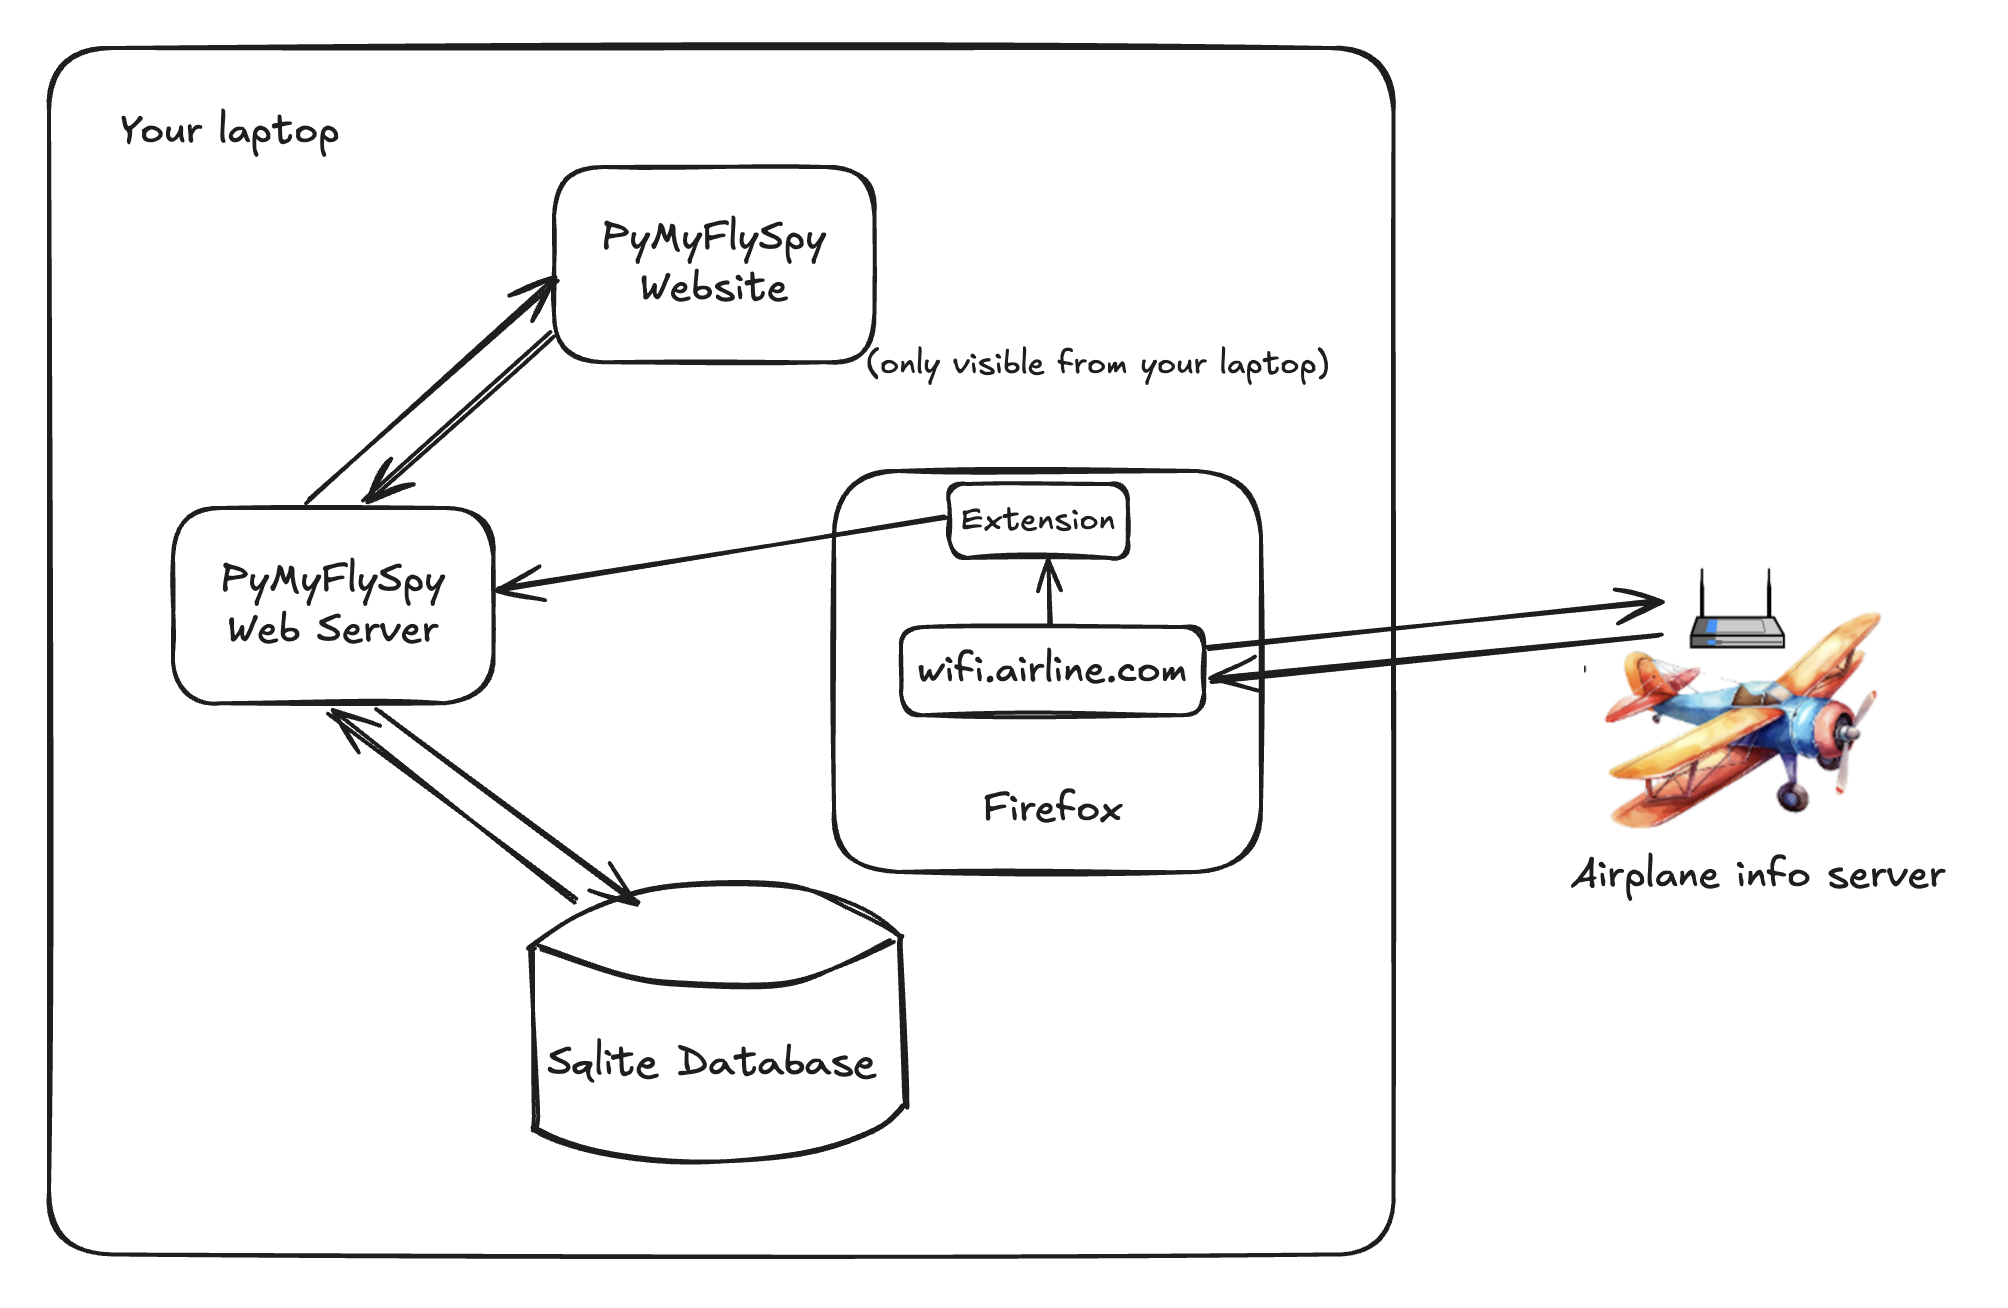 Your laptop
PyMyFlySpy
Website
(only visible from your laptop)
Extension
PyMyFlySpy
Web Server
wifi.airline.com
Firefox
Airplane info server
Sqlite Database